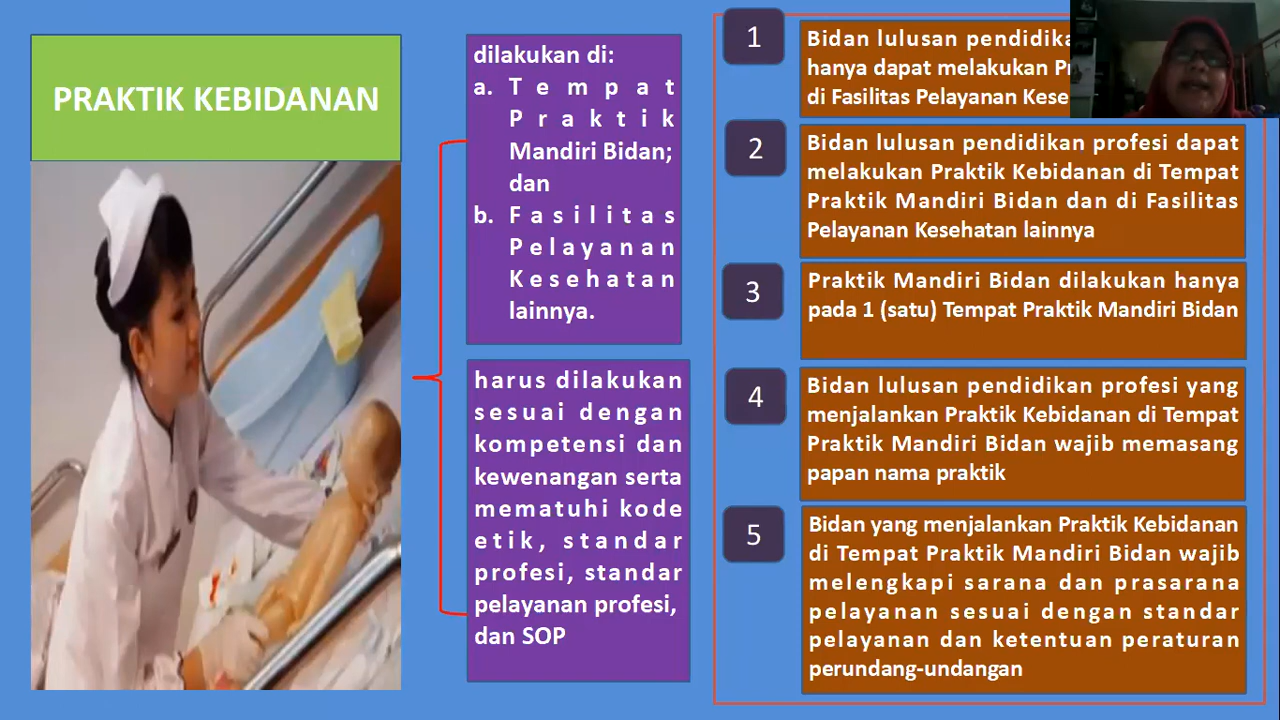 PRAKTIK KEBIDANAN
dilakukan di:
a. Tempat
Praktik
Mandiri Bidan;
dan
b. Fasilitas
Pelayanan
Kesehatan
lainnya.
harus dilakukan
sesuai dengan
kompetensi dan
kewenangan serta
mematuhi kode
etik, standar
profesi, standar
pelayanan profesi,
dan SOP
1
Bidan lulusan
hanya dapat melakukan
di Fasilitas Pelayanan
2
Bidan lulusan pendidikan profesi dapat
melakukan Praktik Kebidanan di Tempat
Praktik Mandiri Bidan dan di Fasilitas
Pelayanan Kesehatan lainnya
3
Praktik Mandiri Bidan dilakukan hanya
pada 1 (satu) Tempat Praktik Mandiri Bidan
4
Bidan lulusan pendidikan profesi yang
menjalankan Praktik Kebidanan di Tempat
Praktik Mandiri Bidan wajib memasang
papan nama praktik
5
Bidan yang menjalankan Praktik Kebidanan
di Tempat Praktik Mandiri Bidan wajib
melengkapi sarana dan prasarana
pelayanan sesuai dengan standar
pelayanan dan ketentuan peraturan
perundang-undangan